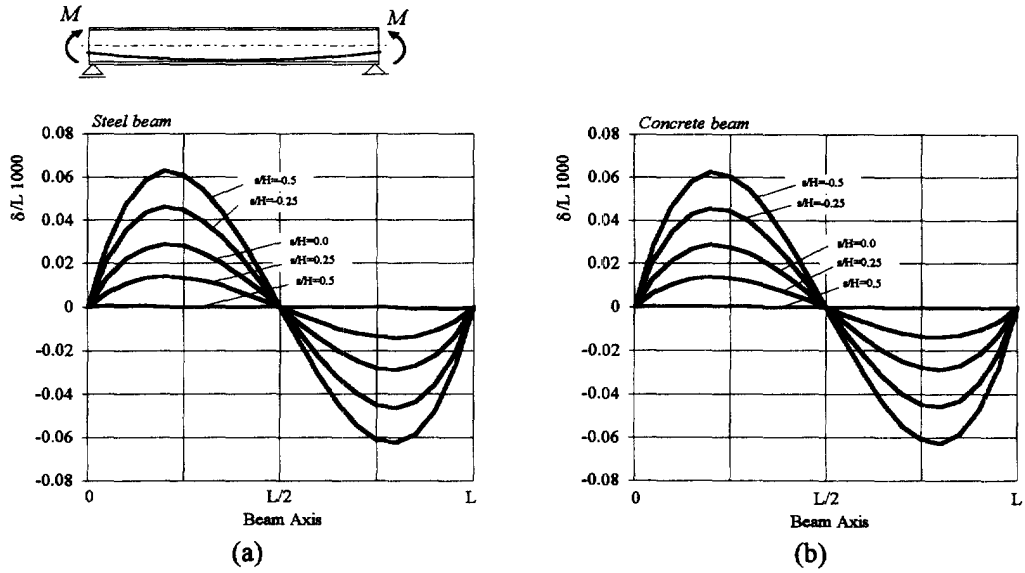 M M
Steel beam
δ/L 1000
0.08
0.06
0.04
0.02
0
-0.02
-0.04
-0.06
-0.08
s/H=-0.5
s/H=-0.25
s/H=0.0
s/H=0.25
s/H=0.5
0 L/2 L
Beam Axis
(a)
Concrete beam
δ/L 1000
0.08
0.06
0.04
0.02
0
-0.02
-0.04
-0.06
-0.08
s/H=-0.5
s/H=-0.25
s/H=0.0
s/H=0.25
s/H=0.5
0 L/2 L
Beam Axis
(b)